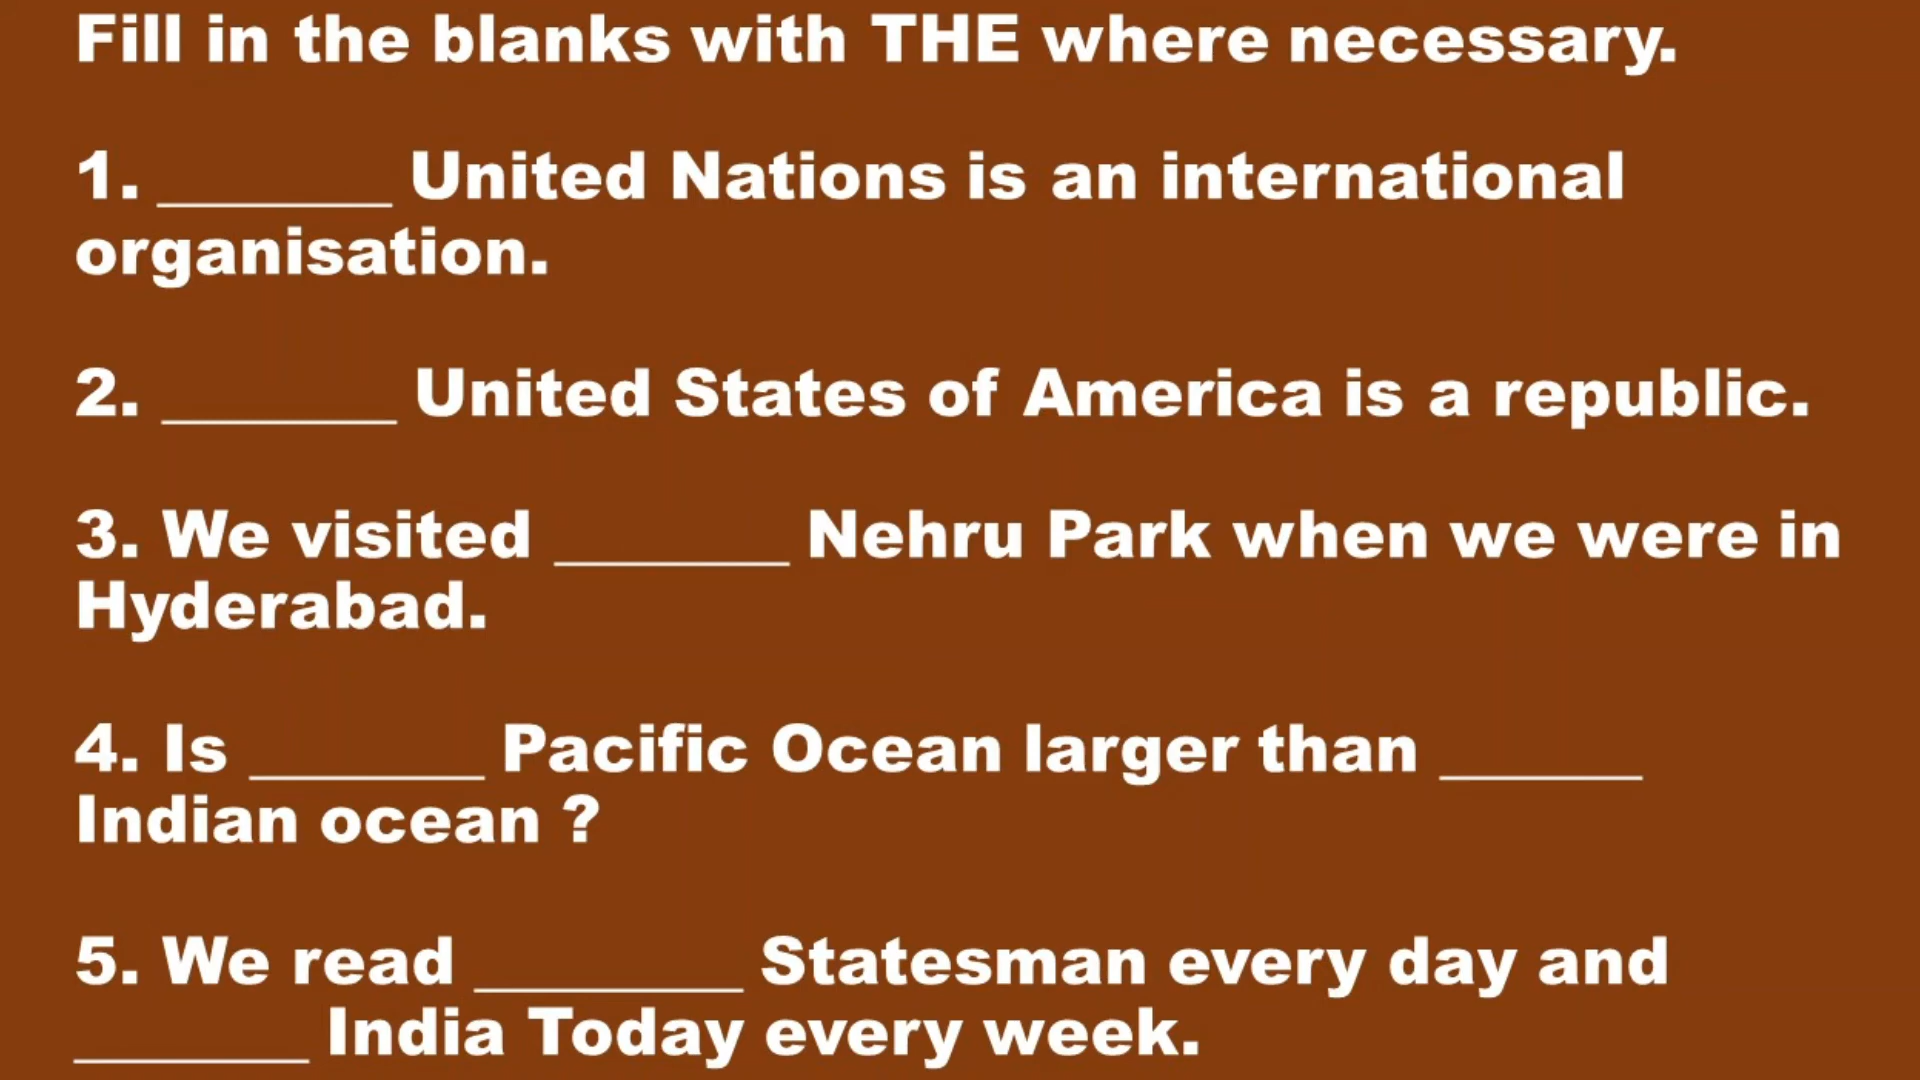 Fill in the blanks with THE where necessary.
1. _______ United Nations is an international
organisation.
2. _______ United States of America is a republic.
3. We visited _______ Nehru Park when we were in
Hyderabad.
4. Is _______ Pacific Ocean larger than ______
Indian ocean ?
5. We read ________ Statesman every day and
_______ India Today every week.